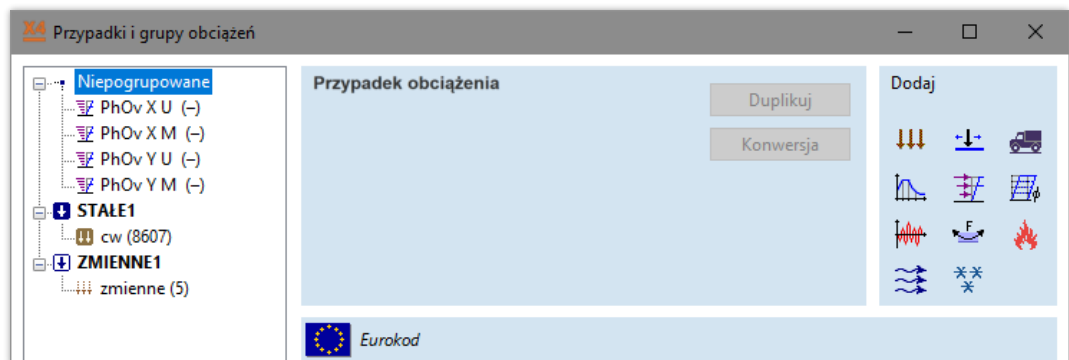 X4 Przypadki i grupy obciążeń
Niepogrupowane
PhOv X U (–)
PhOv X M (–)
PhOv Y U (–)
PhOv Y M (–)
STAŁE1
cw (8607)
ZMIENNE1
zmienne (5)
Przypadek obciążenia
Duplikuj
Konwersja
Dodaj
F
Eurokod